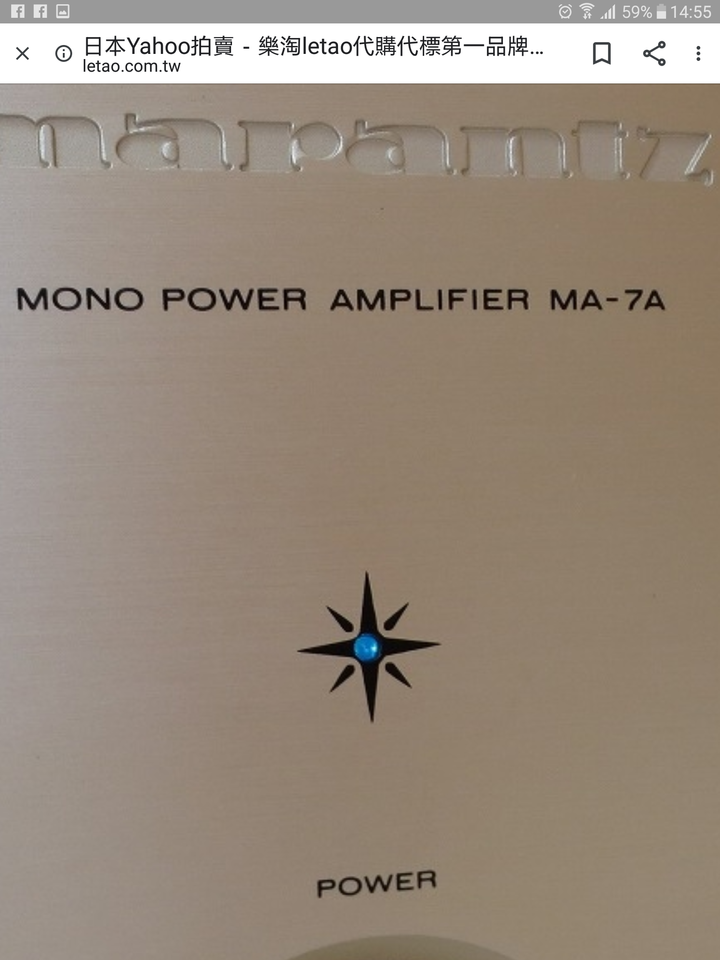 59% 14:55
日本Yahoo拍賣 - 樂淘letao代購代標第一品牌...
letao.com.tw
marantz
MONO POWER AMPLIFIER MA-7A
POWER